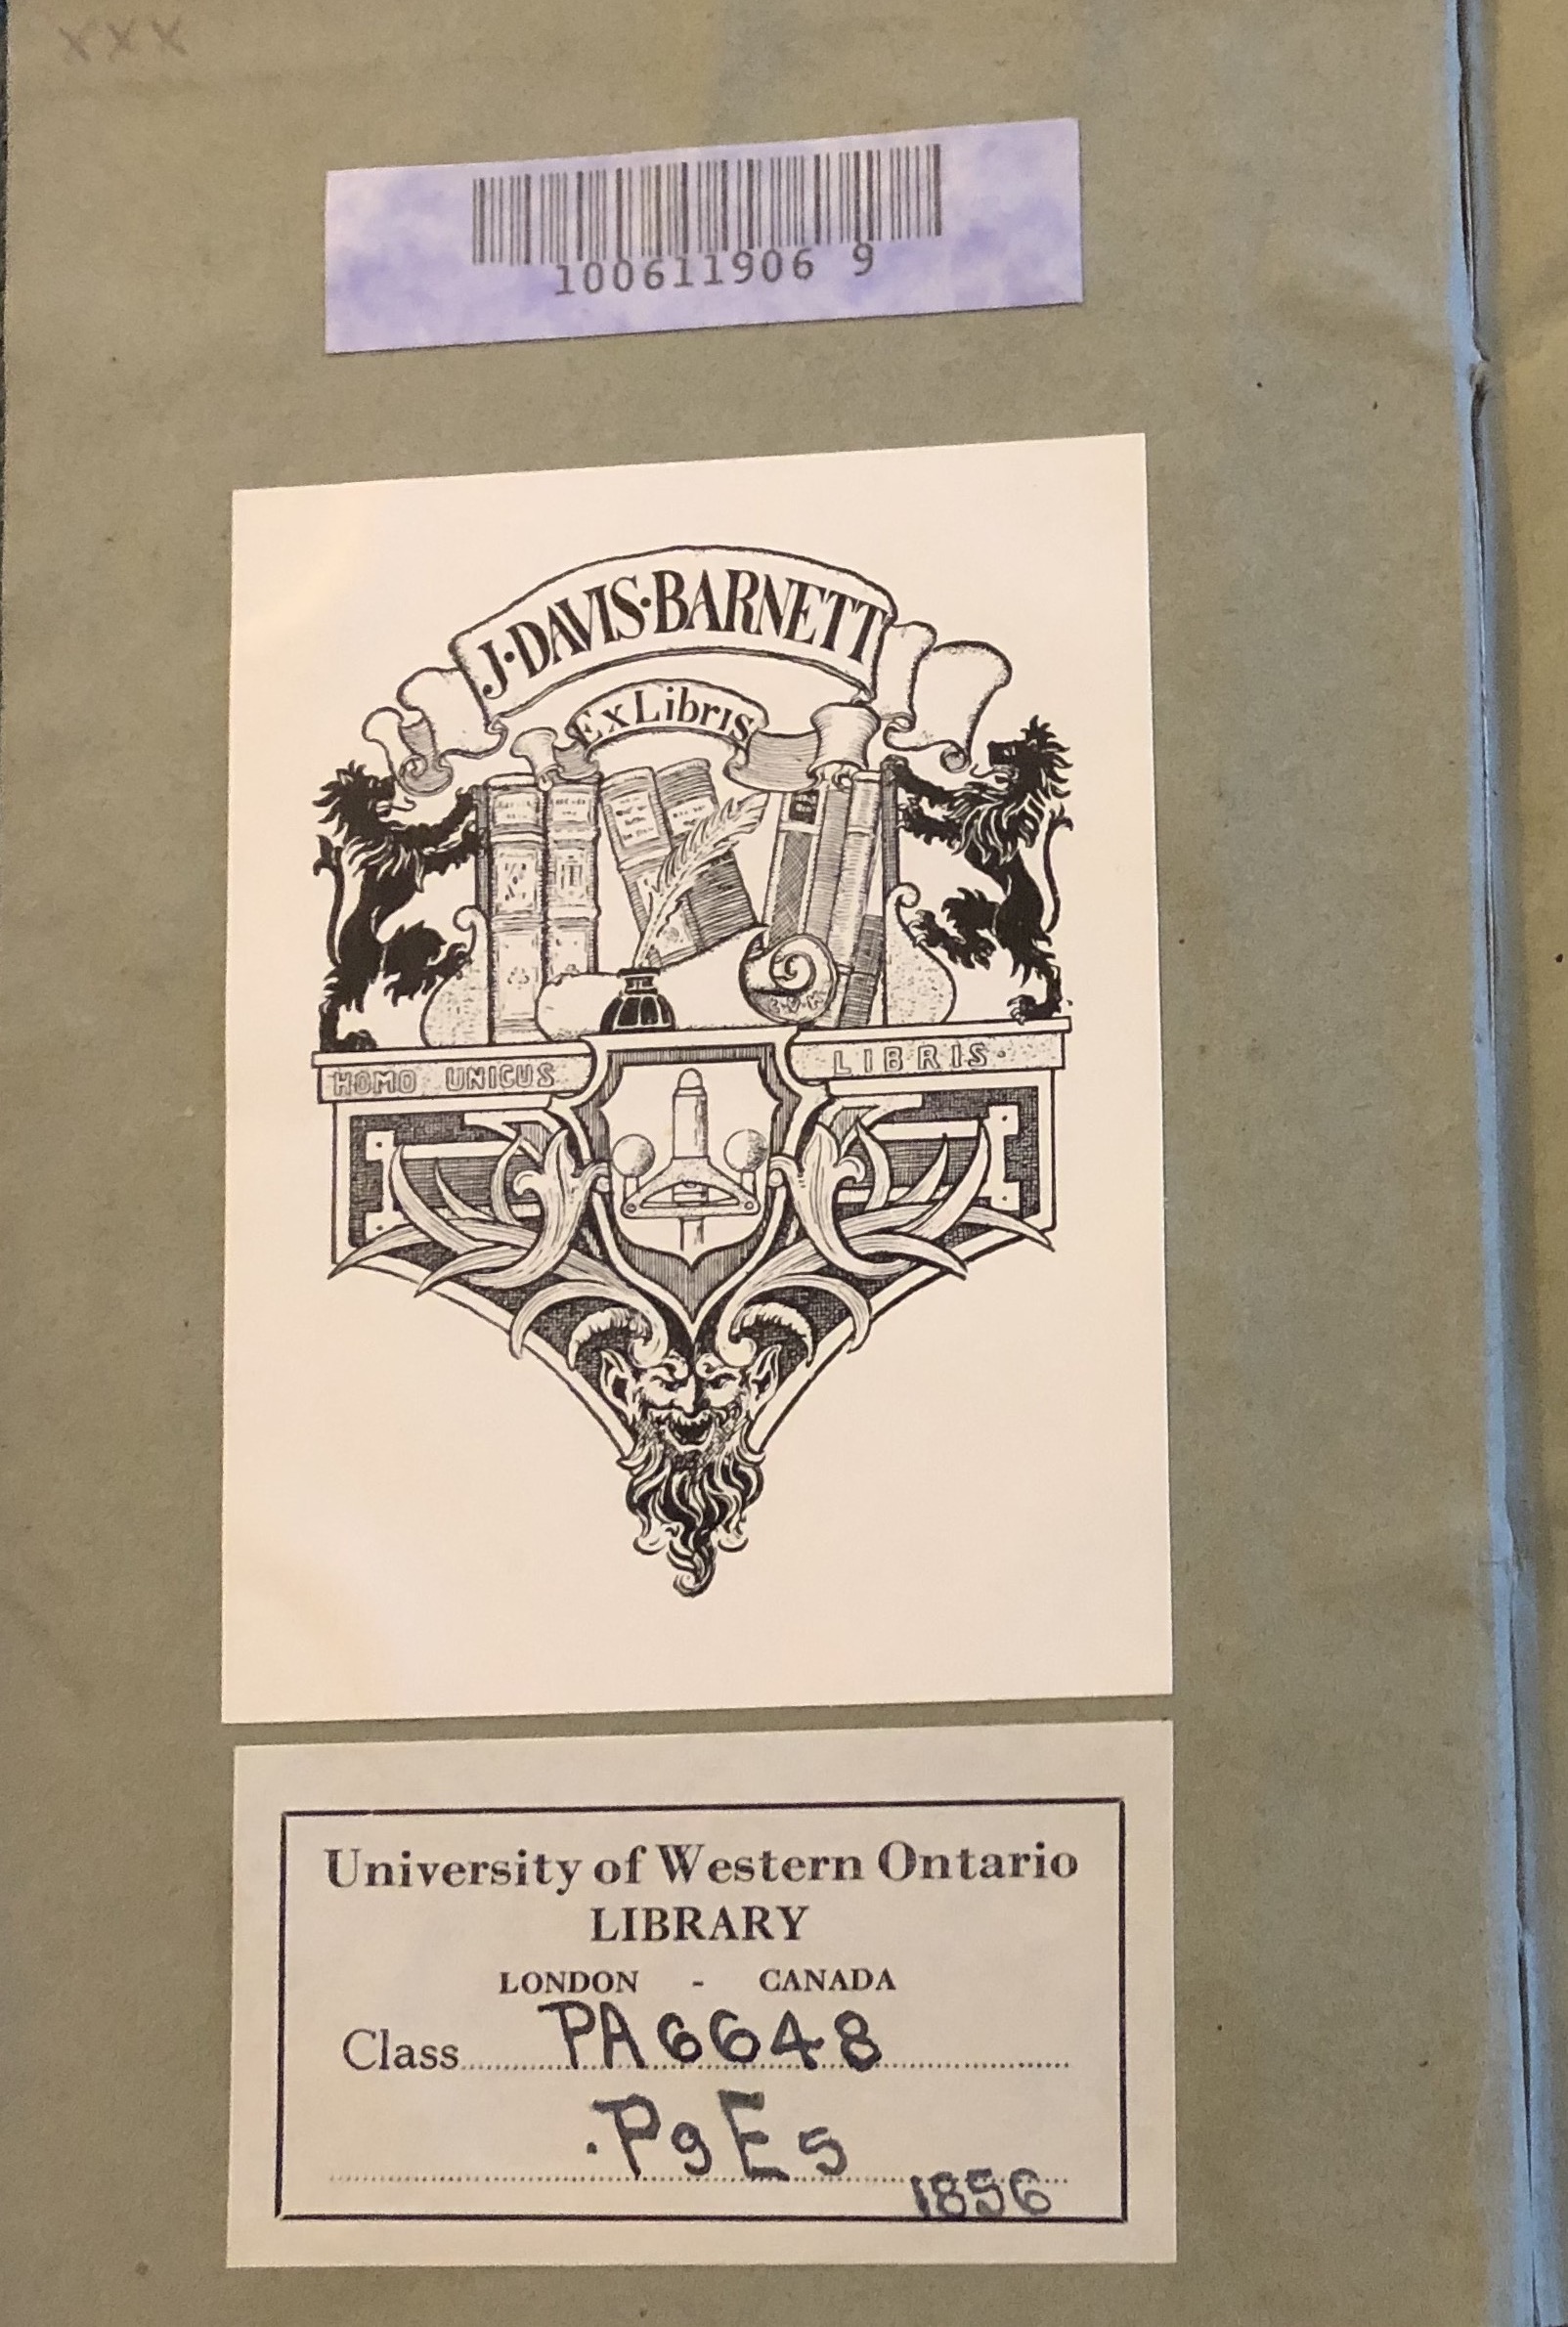 XXX
100611906 9
J·DAVIS·BARNETT
Ex Libris
HOMO UNICUS LIBRIS·
University of Western Ontario
LIBRARY
LONDON - CANADA
Class PA6648
.P9E5
1856